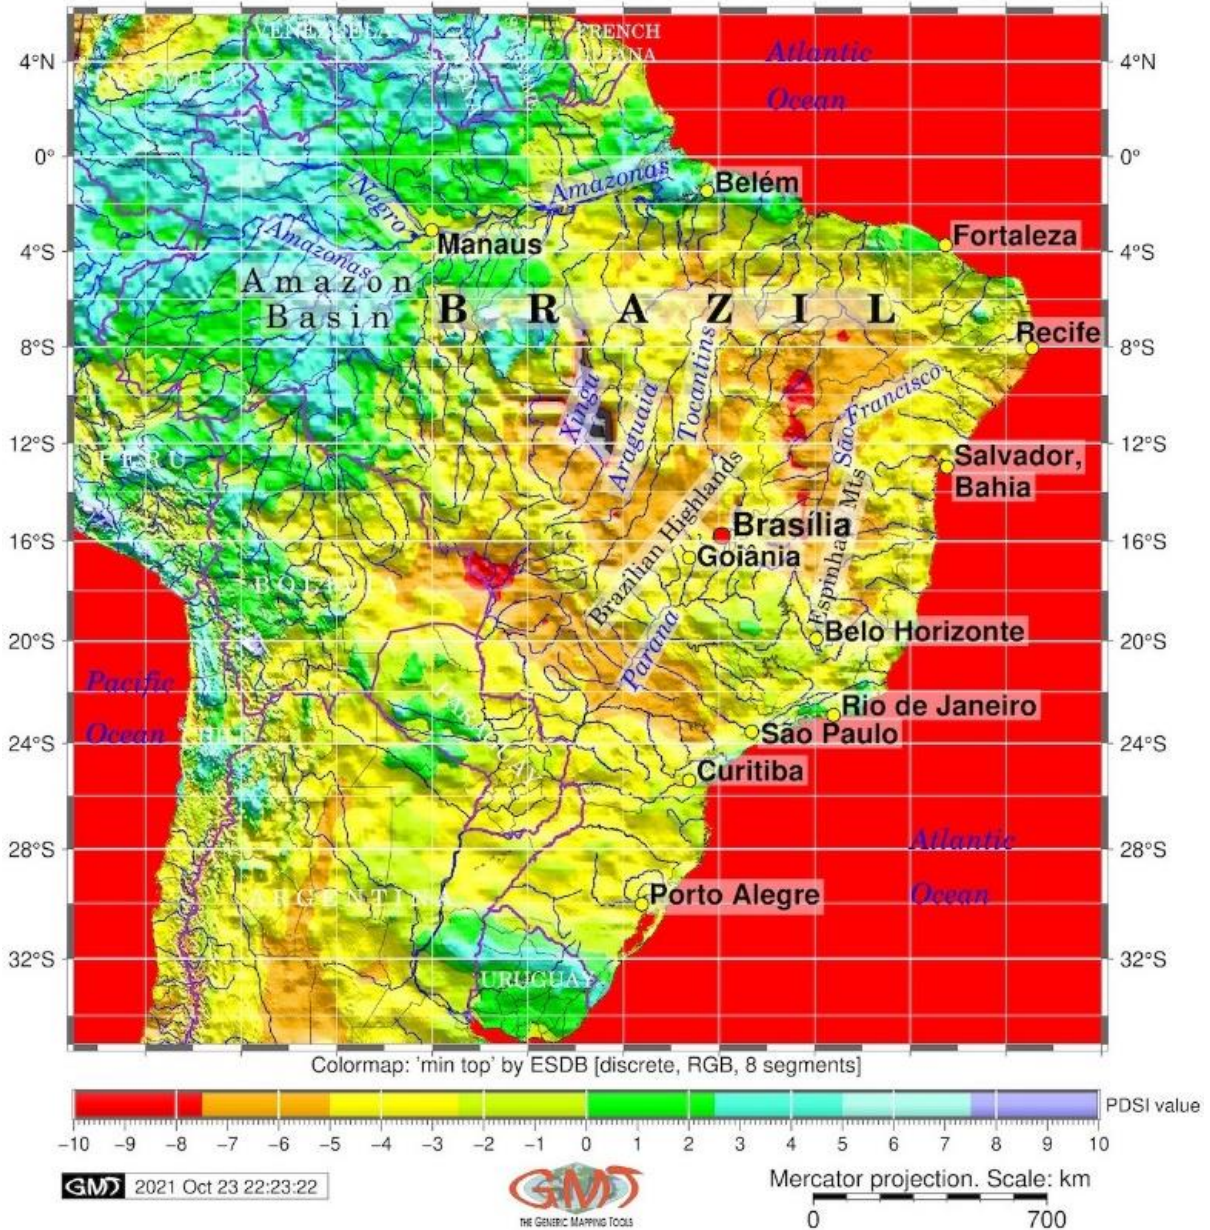 VENEZUELA
FRENCH
GUIANA
Atlantic
Ocean
4°N
4°N
COLOMBIA
0°
0°
Amazonas
Belém
Negro
Manaus
Fortaleza
4°S
4°S
Amazonas
Amazon
Basin
B R A Z I L
Recife
8°S
8°S
Xingu
Araguaia
Tocantins
São Francisco
12°S
12°S
PERU
Salvador,
Bahia
Brazilian Highlands
Espinhaç Mts
Brasília
16°S
16°S
Goiânia
BOLIVIA
Paraná
Belo Horizonte
20°S
20°S
Pacific
Ocean
PARAGUAY
Rio de Janeiro
São Paulo
24°S
24°S
Curitiba
28°S
28°S
Atlantic
Ocean
ARGENTINA
Porto Alegre
32°S
32°S
URUGUAY
Colormap: 'min top' by ESDB [discrete, RGB, 8 segments]
PDSI value
−10 −9 −8 −7 −6 −5 −4 −3 −2 −1 0 1 2 3 4 5 6 7 8 9 10
GMT 2021 Oct 23 22:23:22
GMT
THE GENERIC MAPPING TOOLS
Mercator projection. Scale: km
0 700